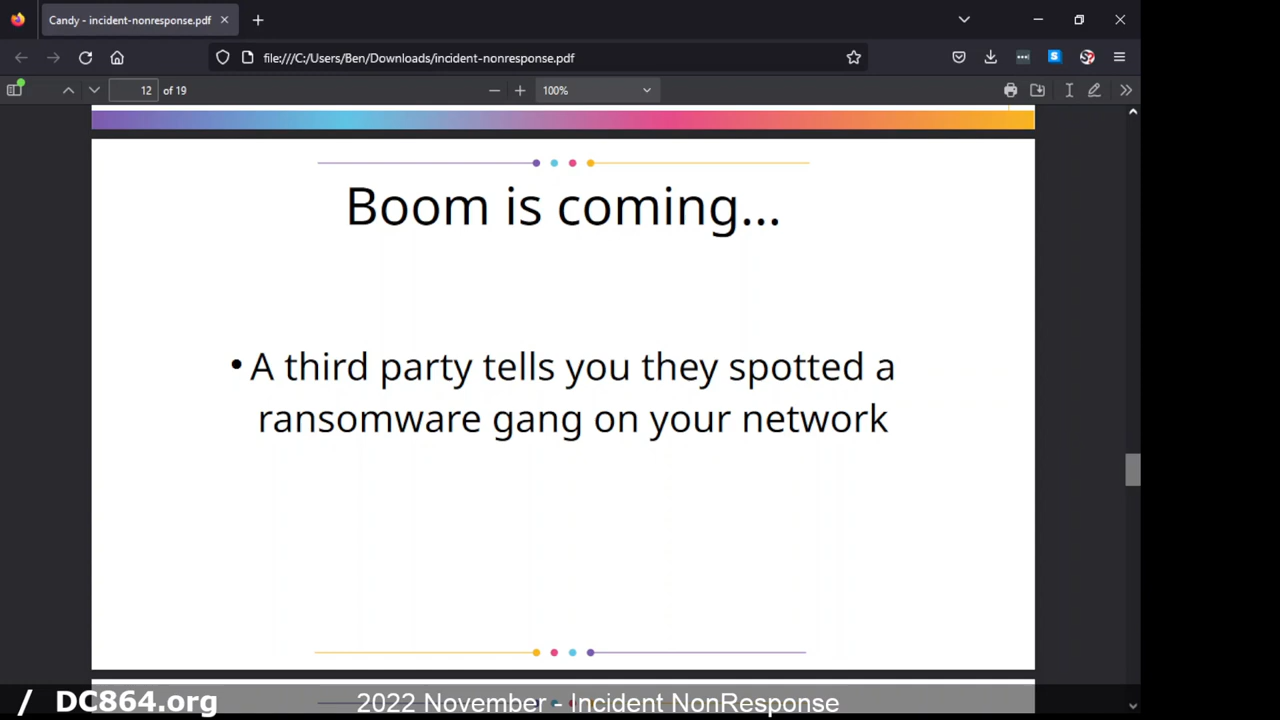 Candy - incident-nonresponse.pdf
file:///C:/Users/Ben/Downloads/incident-nonresponse.pdf
12 of 19
100%
Boom is coming...
• A third party tells you they spotted a
ransomware gang on your network
/ DC864.org
2022 November - Incident NonResponse